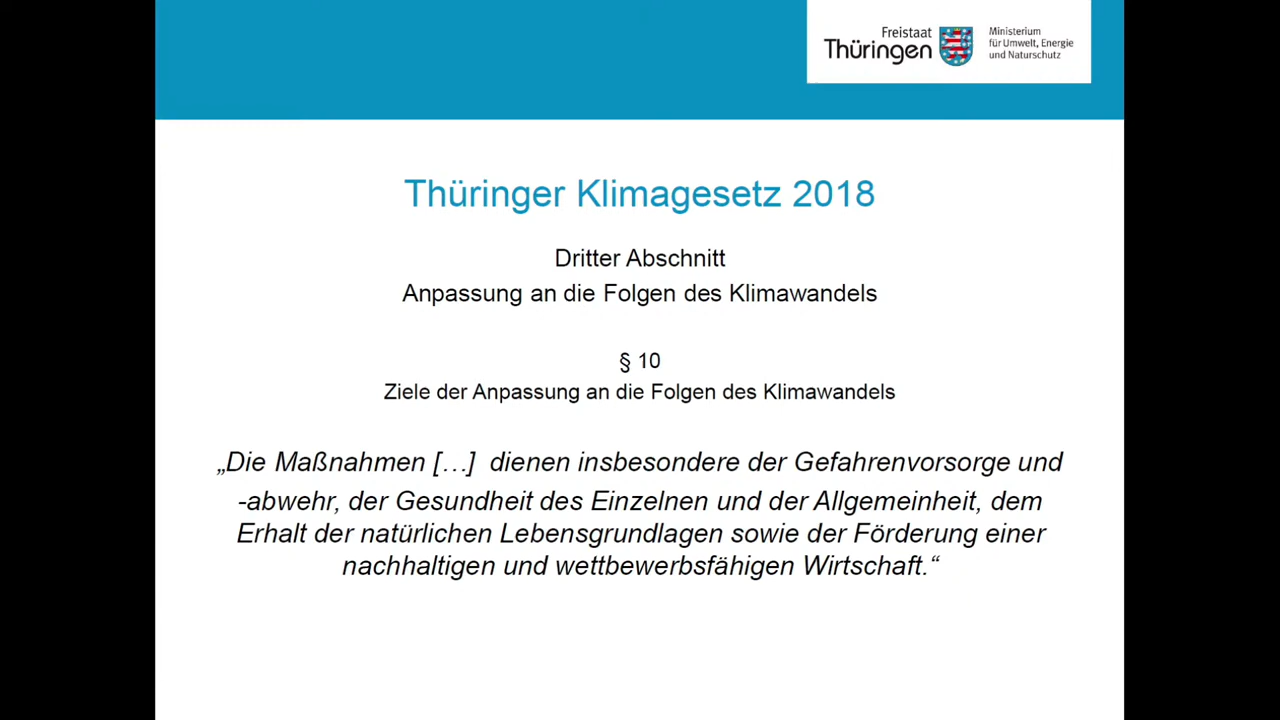 Freistaat
Thüringen
Ministerium
für Umwelt, Energie
und Naturschutz
Thüringer Klimagesetz 2018
Dritter Abschnitt
Anpassung an die Folgen des Klimawandels
§ 10
Ziele der Anpassung an die Folgen des Klimawandels
„Die Maßnahmen […]  dienen insbesondere der Gefahrenvorsorge und
-abwehr, der Gesundheit des Einzelnen und der Allgemeinheit, dem
Erhalt der natürlichen Lebensgrundlagen sowie der Förderung einer
nachhaltigen und wettbewerbsfähigen Wirtschaft.“